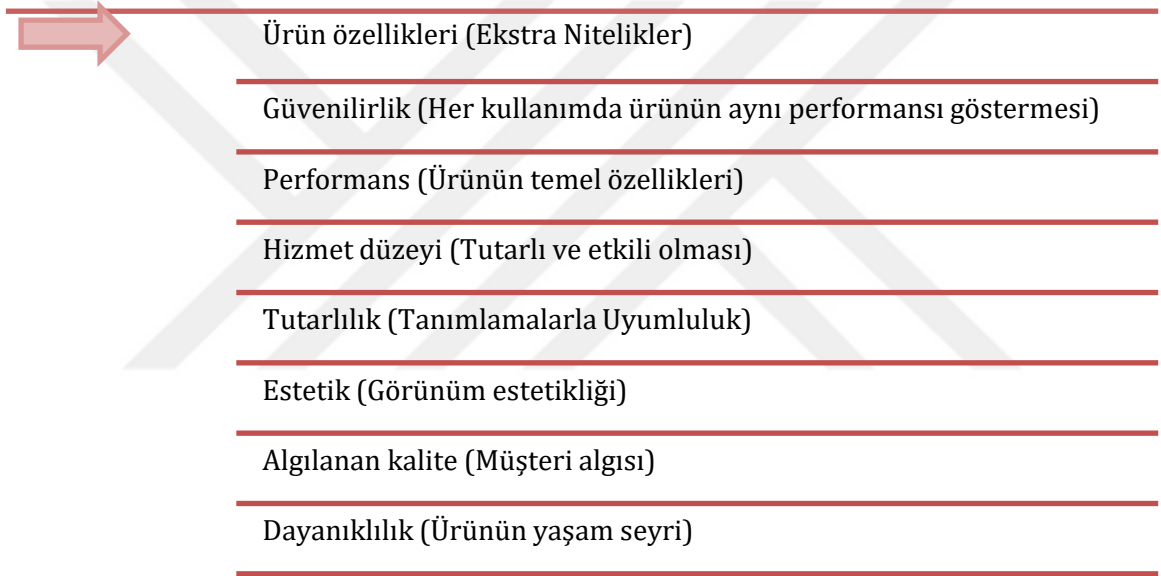 Ürün özellikleri (Ekstra Nitelikler)
Güvenilirlik (Her kullanımda ürünün aynı performansı göstermesi)
Performans (Ürünün temel özellikleri)
Hizmet düzeyi (Tutarlı ve etkili olması)
Tutarlılık (Tanımlamalarla Uyumluluk)
Estetik (Görünüm estetikliği)
Algılanan kalite (Müşteri algısı)
Dayanıklılık (Ürünün yaşam seyri)